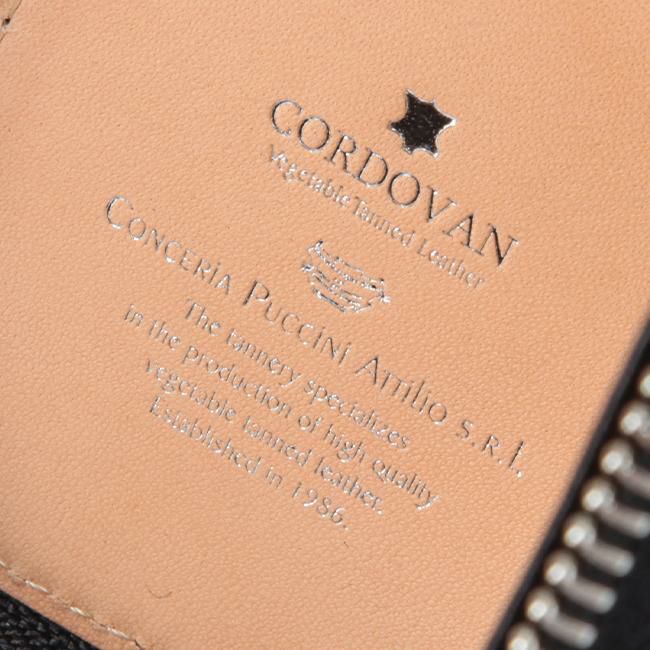 CORDOVAN
Vegetable Tanned Leather
CONCERIA PUCCINI ATTILIO S.R.L.
The tannery specializes
in the production of high quality
vegetable tanned leather.
Established in 1986.